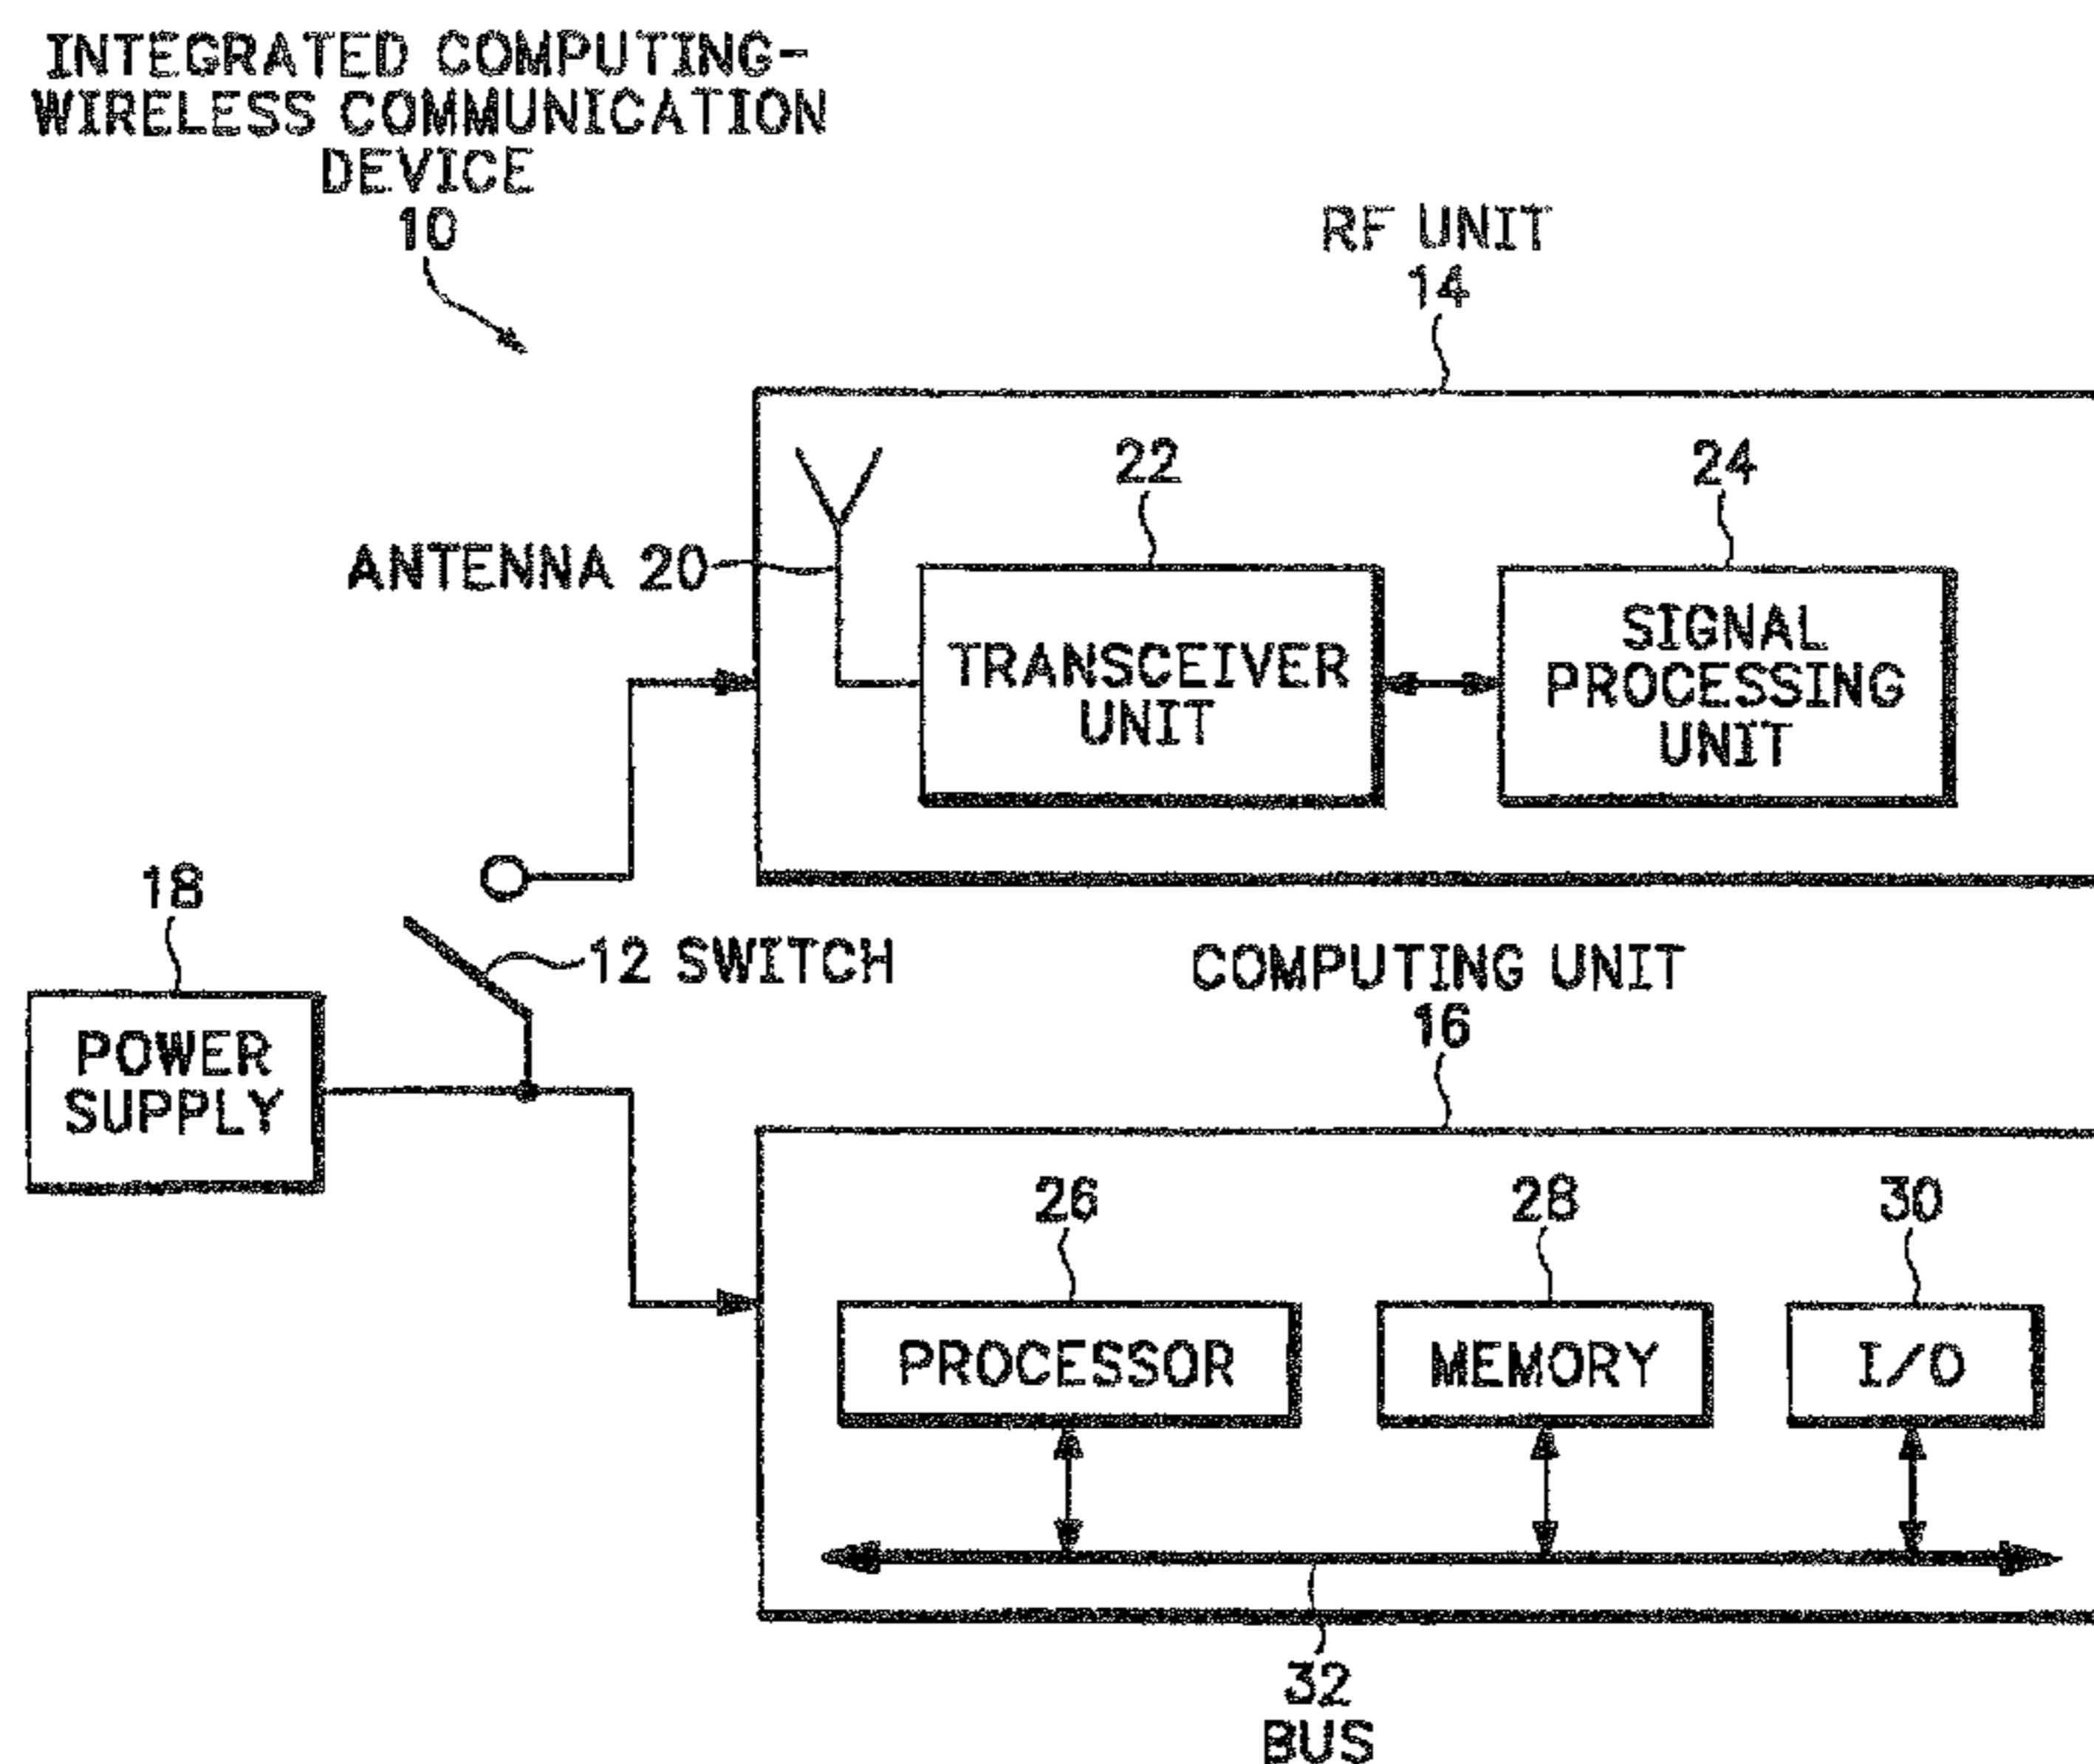 INTEGRATED COMPUTING-
WIRELESS COMMUNICATION
DEVICE
10
RF UNIT
14
22
24
ANTENNA 20
TRANSCEIVER
UNIT
SIGNAL
PROCESSING
UNIT
18
12 SWITCH
POWER
SUPPLY
COMPUTING UNIT
16
26
28
30
PROCESSOR
MEMORY
I/O
32
BUS